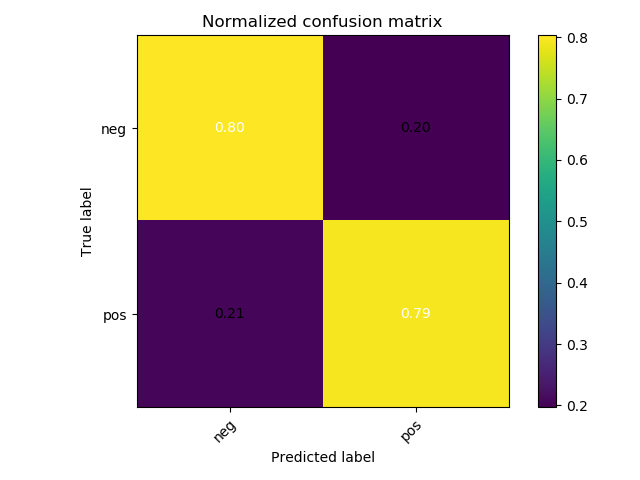 Normalized confusion matrix
True label
neg
0.80
0.20
pos
0.21
0.79
neg
pos
Predicted label
0.8
0.7
0.6
0.5
0.4
0.3
0.2